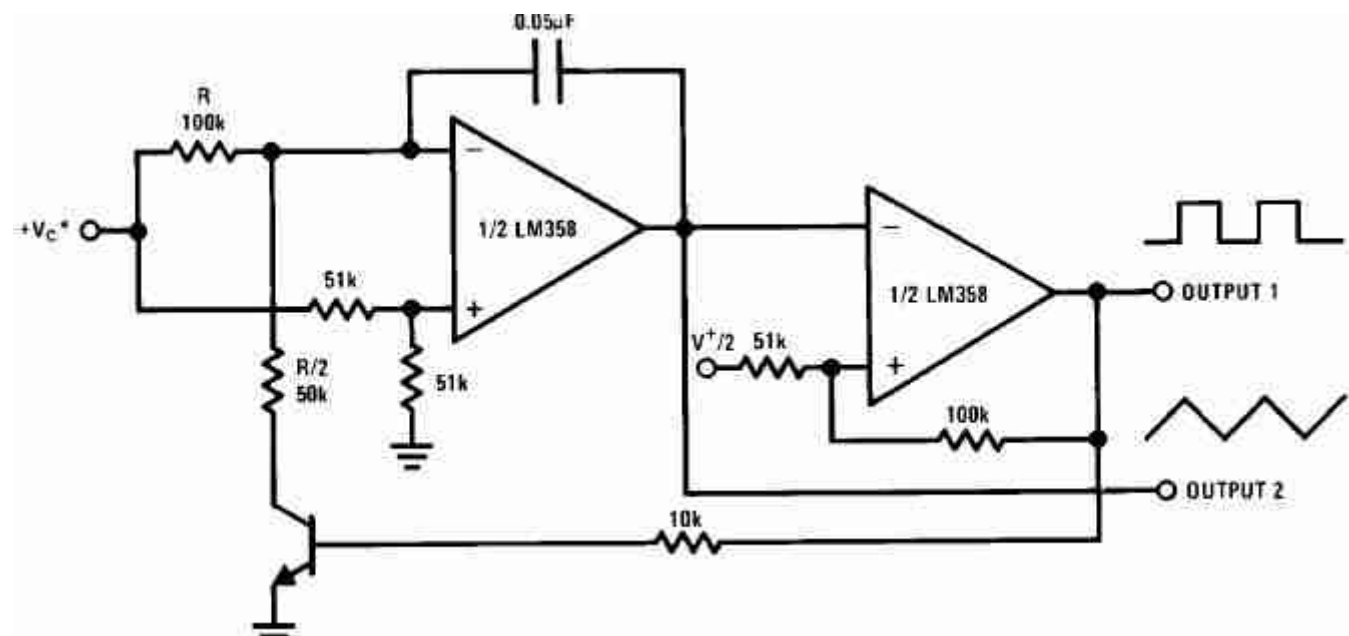 0.05μF
R
100k
+VC*
1/2 LM358
51k
51k
R/2
50k
V+/2
51k
1/2 LM358
100k
10k
OUTPUT 1
OUTPUT 2